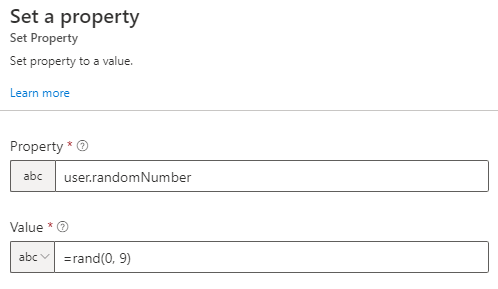 Set a property
Set Property
Set property to a value.
Learn more
Property *
abc
user.randomNumber
Value *
abc
=rand(0, 9)